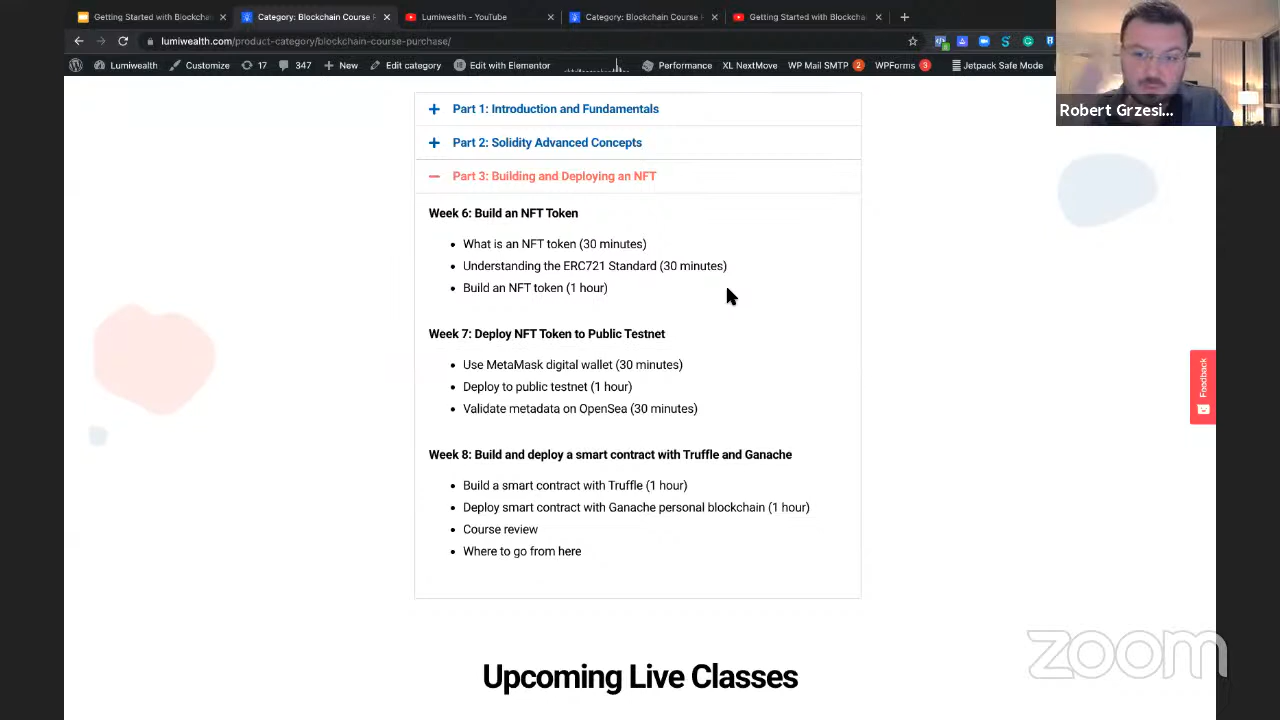 Getting Started with Blockcha
Category: Blockchain Course P
Lumiwealth - YouTube
Category: Blockchain Course P
Getting Started with Blockcha
lumiwealth.com/product-category/blockchain-course-purchase/
Lumiwealth
Customize
17
347
New
Edit category
Edit with Elementor
Performance
XL NextMove
WP Mail SMTP 2
WPForms 3
Jetpack Safe Mode
Robert Grzesi...
Part 1: Introduction and Fundamentals
Part 2: Solidity Advanced Concepts
Part 3: Building and Deploying an NFT
Week 6: Build an NFT Token
What is an NFT token (30 minutes)
Understanding the ERC721 Standard (30 minutes)
Build an NFT token (1 hour)
Week 7: Deploy NFT Token to Public Testnet
Use MetaMask digital wallet (30 minutes)
Deploy to public testnet (1 hour)
Validate metadata on OpenSea (30 minutes)
Week 8: Build and deploy a smart contract with Truffle and Ganache
Build a smart contract with Truffle (1 hour)
Deploy smart contract with Ganache personal blockchain (1 hour)
Course review
Where to go from here
Feedback
zoom
Upcoming Live Classes